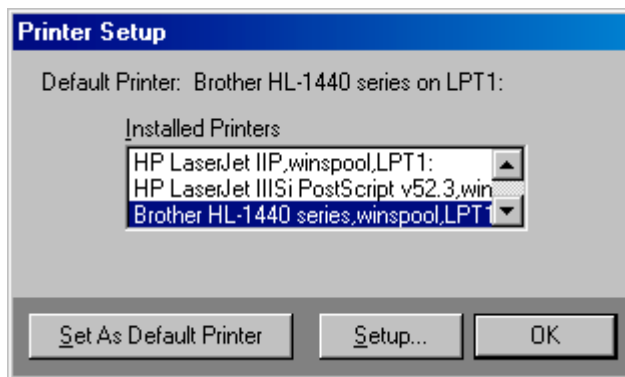 Printer Setup
Default Printer: Brother HL-1440 series on LPT1:
Installed Printers
HP LaserJet IIP,winspool,LPT1:
HP LaserJet IIISi PostScript v52.3,win
Brother HL-1440 series,winspool,LPT1
Set As Default Printer
Setup...
OK